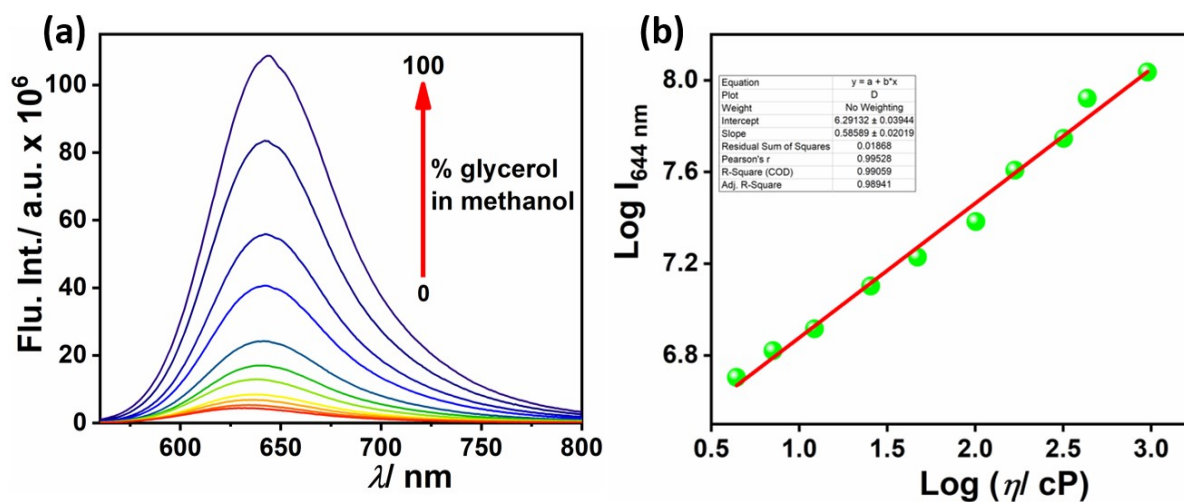 (a)
Flu. Int./ a.u. x 10⁶
100
80
60
40
20
0
100
% glycerol
in methanol
0
600 650 700 750 800
λ/ nm
(b)
Log I₆₄₄ ₙₘ
8.0
7.6
7.2
6.8
Equation y = a + b*x
Plot D
Weight No Weighting
Intercept 6.29132 ± 0.03944
Slope 0.58589 ± 0.02019
Residual Sum of Squares 0.01868
Pearson's r 0.99528
R-Square (COD) 0.99059
Adj. R-Square 0.98941
0.5 1.0 1.5 2.0 2.5 3.0
Log (η/ cP)